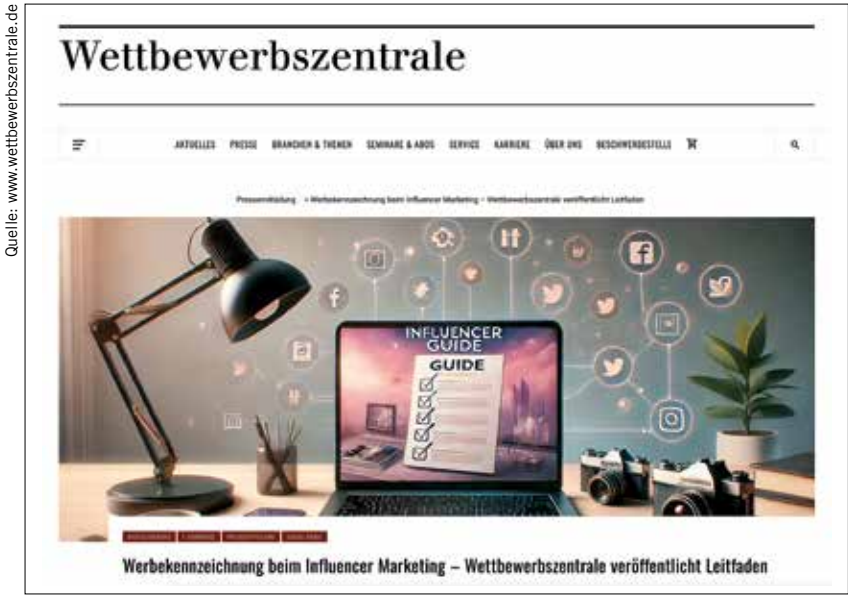 Quelle: www.wettbewerbszentrale.de
Wettbewerbszentrale
AKTUELLES PRESSE BRANCHEN & THEMEN SEMINARE & ABOS SERVICE KARRIERE ÜBER UNS BESCHWERDESTELLE
Pressemitteilung » Werbekennzeichnung beim Influencer Marketing – Wettbewerbszentrale veröffentlicht Leitfaden
INFLUENCER
GUIDE
GUIDE
Werbekennzeichnung beim Influencer Marketing – Wettbewerbszentrale veröffentlicht Leitfaden